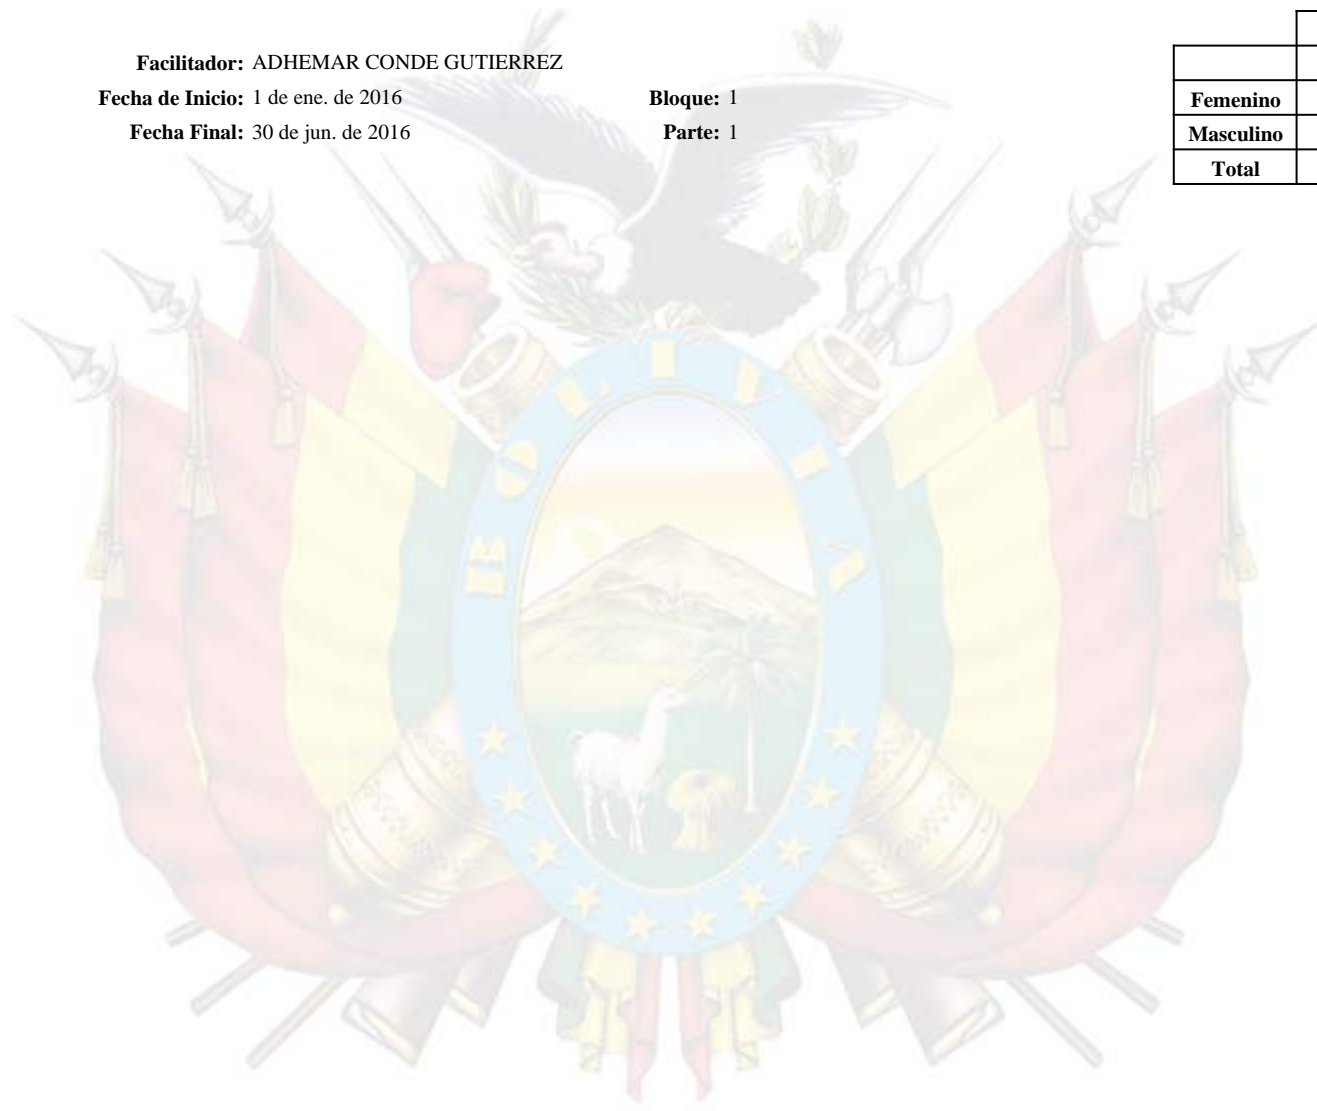 Facilitador: ADHEMAR CONDE GUTIERREZ
Fecha de Inicio: 1 de ene. de 2016 Bloque: 1
Fecha Final: 30 de jun. de 2016 Parte: 1
Femenino
Masculino
Total
BOLIVIA